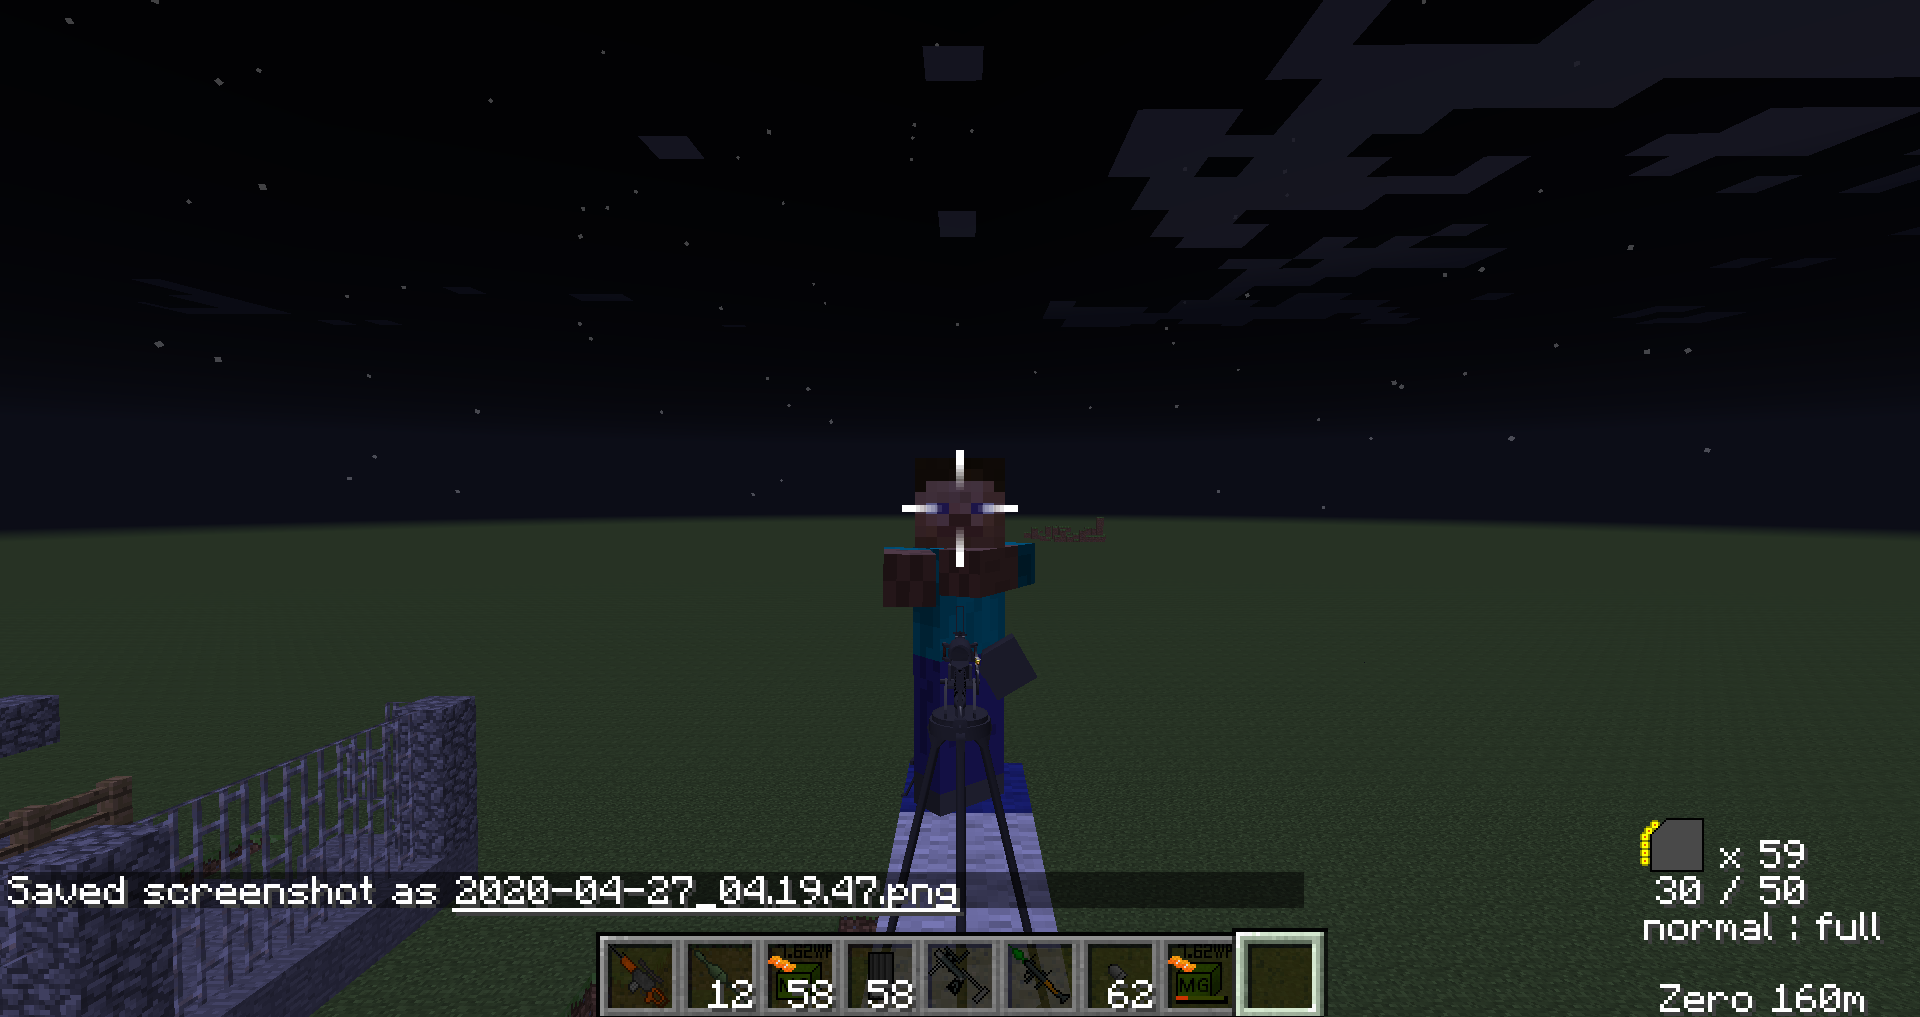 Saved screenshot as 2020-04-27_04.19.47.png
x 59
30 / 50
normal : full
12
58
58
62
MG
Zero 160m